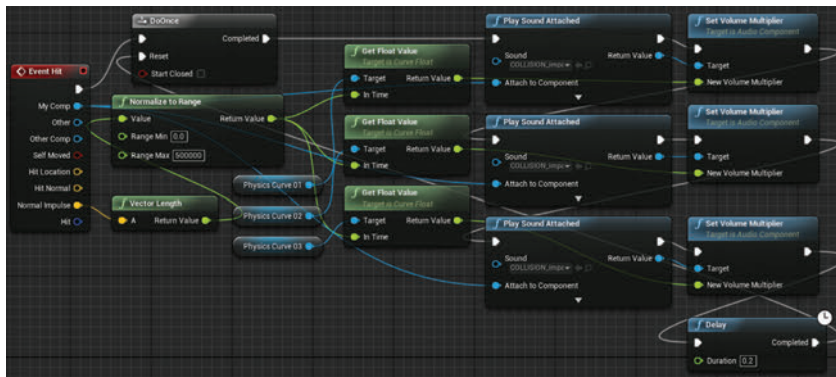 DoOnce
Completed
Reset
Start Closed
Event Hit
My Comp
Other
Other Comp
Self Moved
Hit Location
Hit Normal
Normal Impulse
Hit
Normalize to Range
Value
Return Value
Range Min 0.0
Range Max 500000
Vector Length
A
Return Value
Physics Curve 01
Physics Curve 02
Physics Curve 03
Get Float Value
Target is Curve Float
Target
Return Value
In Time
Get Float Value
Target is Curve Float
Target
Return Value
In Time
Get Float Value
Target is Curve Float
Target
Return Value
In Time
Play Sound Attached
Sound
COLLISION_impc
Return Value
Attach to Component
Play Sound Attached
Sound
COLLISION_impc
Return Value
Attach to Component
Play Sound Attached
Sound
COLLISION_impc
Return Value
Attach to Component
Set Volume Multiplier
Target is Audio Component
Target
New Volume Multiplier
Set Volume Multiplier
Target is Audio Component
Target
New Volume Multiplier
Set Volume Multiplier
Target is Audio Component
Target
New Volume Multiplier
Delay
Completed
Duration 0.2